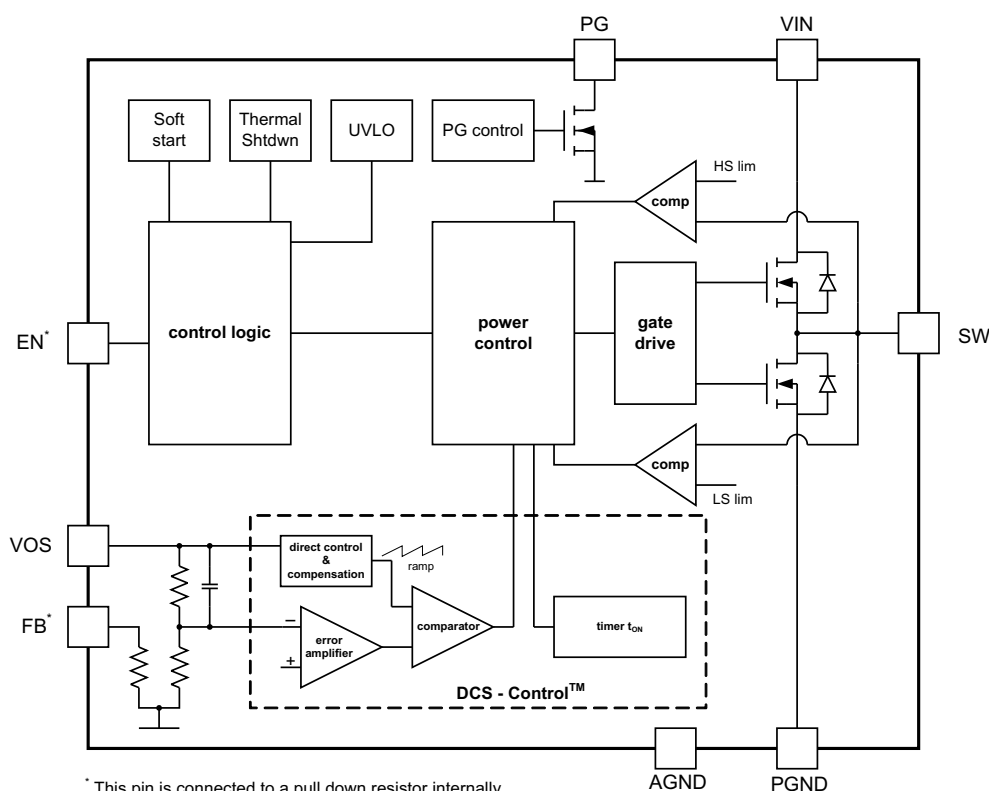 PG
VIN
Soft
start
Thermal
Shtdwn
UVLO
PG control
HS lim
comp
control logic
power
control
gate
drive
EN*
SW
comp
LS lim
VOS
direct control
&
compensation
ramp
FB*
−
error
amplifier
+
comparator
timer tON
DCS - Control™
AGND
PGND
* This pin is connected to a pull down resistor internally